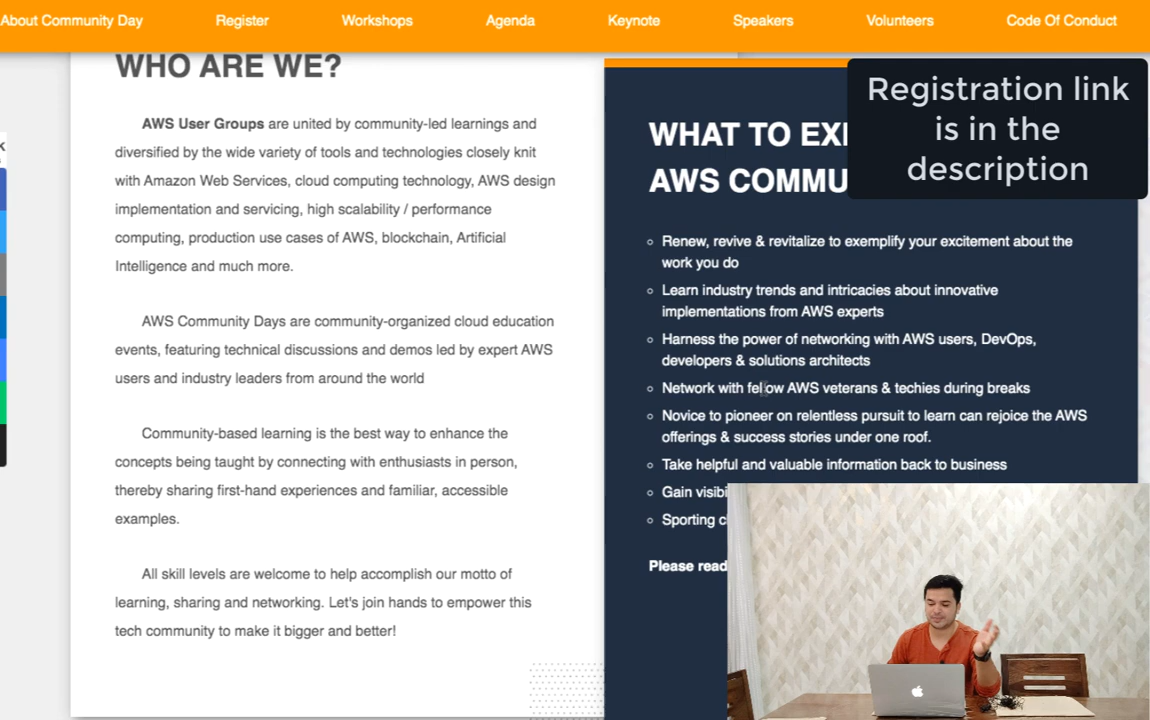 About Community Day
Register
Workshops
Agenda
Keynote
Speakers
Volunteers
Code Of Conduct
WHO ARE WE?
AWS User Groups are united by community-led learnings and
diversified by the wide variety of tools and technologies closely knit
with Amazon Web Services, cloud computing technology, AWS design
implementation and servicing, high scalability / performance
computing, production use cases of AWS, blockchain, Artificial
Intelligence and much more.
AWS Community Days are community-organized cloud education
events, featuring technical discussions and demos led by expert AWS
users and industry leaders from around the world
Community-based learning is the best way to enhance the
concepts being taught by connecting with enthusiasts in person,
thereby sharing first-hand experiences and familiar, accessible
examples.
All skill levels are welcome to help accomplish our motto of
learning, sharing and networking. Let's join hands to empower this
tech community to make it bigger and better!
Registration link
is in the
description
WHAT TO
AWS
Renew, revive & revitalize to exemplify your excitement about the
work you do
Learn industry trends and intricacies about innovative
implementations from AWS experts
Harness the power of networking with AWS users, DevOps,
developers & solutions architects
Network with fellow AWS veterans & techies during breaks
Novice to pioneer on relentless pursuit to learn can rejoice the AWS
offerings & success stories under one roof.
Take helpful and valuable information back to business
Gain
Sporting
Please read